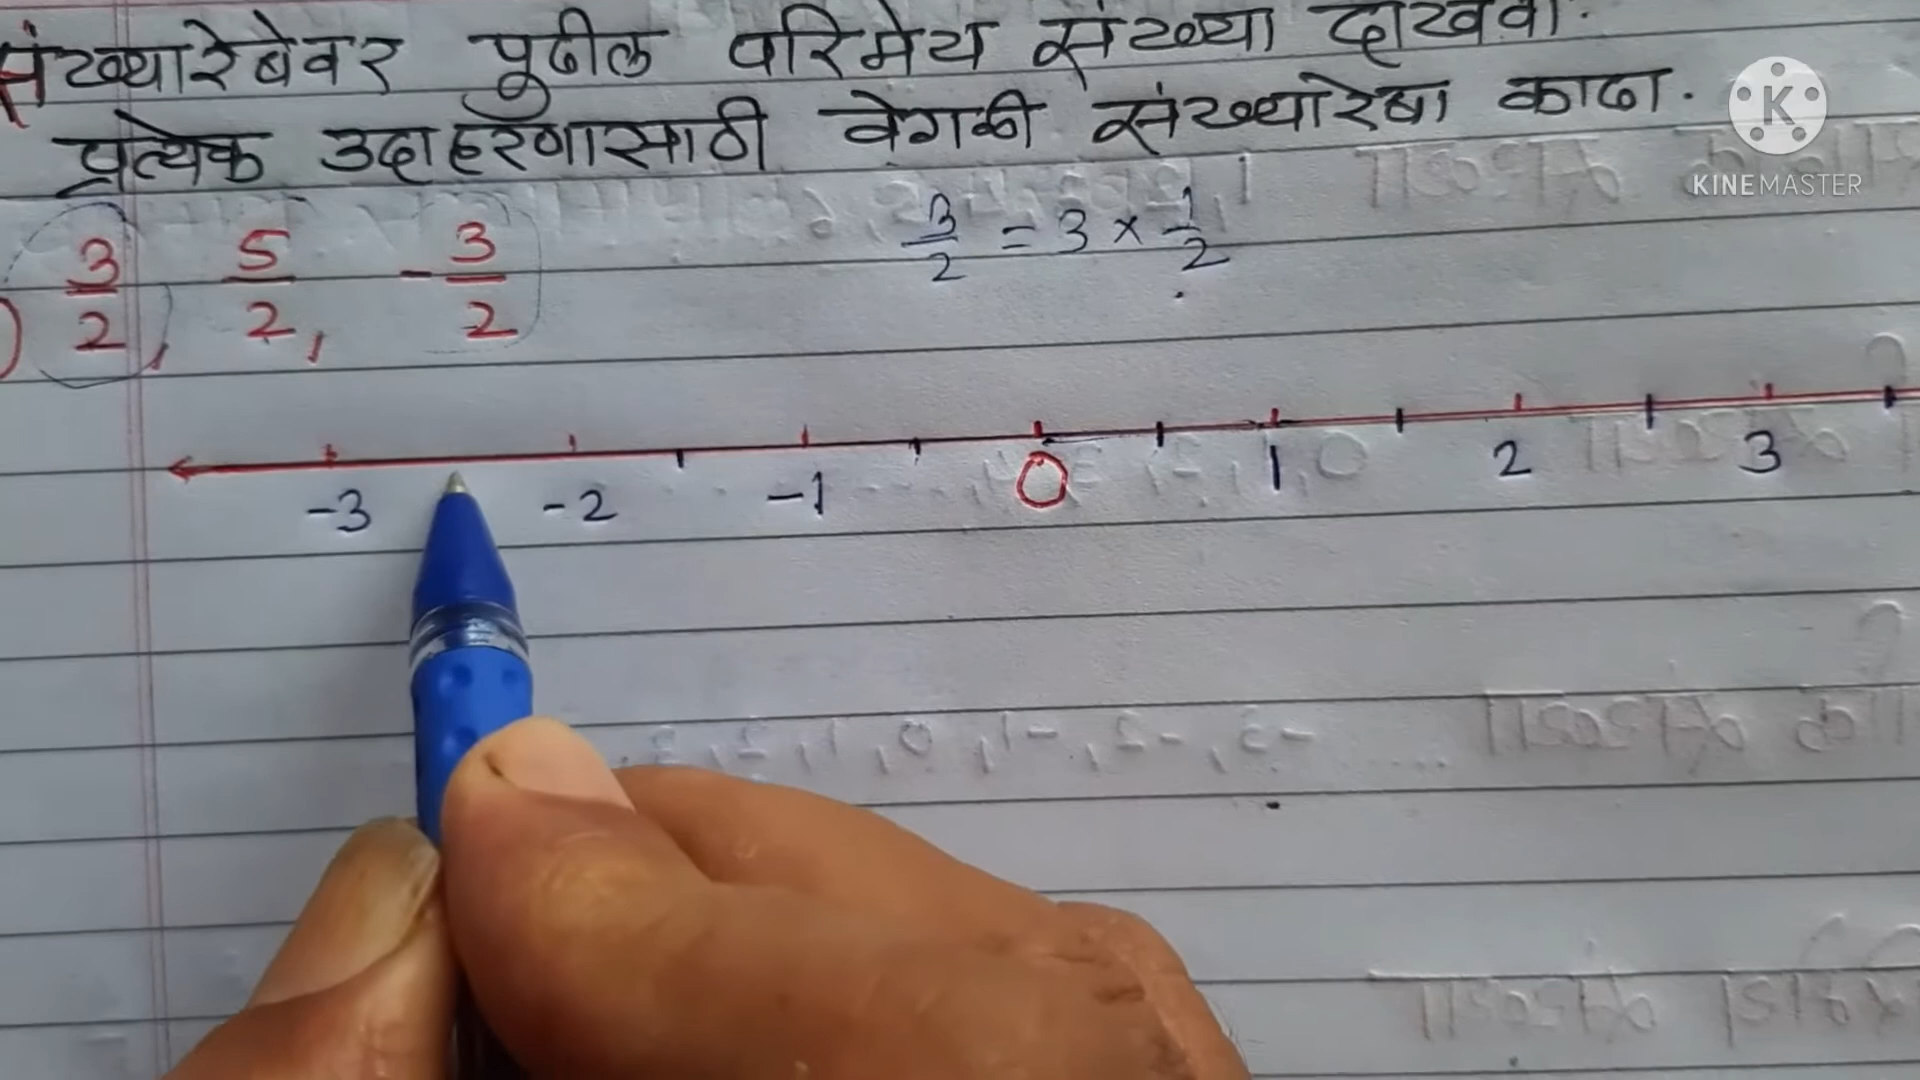 संख्यारेषेवर पुढील परिमेय संख्या दाखवा.
प्रत्येक उदाहरणासाठी वेगळी संख्यारेषा काढा.
K
KINEMASTER
3/2, 5/2, -3/2
3/2 = 3 × 1/2
-3 -2 -1 0 1 2 3